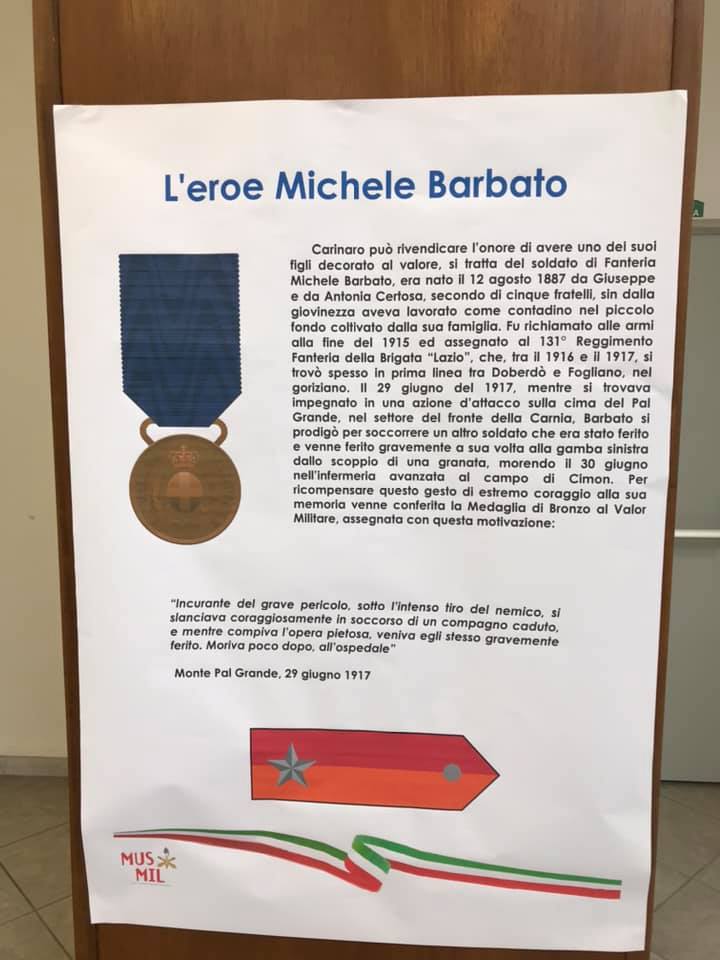 L'eroe Michele Barbato
Carinaro può rivendicare l'onore di avere uno dei suoi
figli decorato al valore, si tratta del soldato di Fanteria
Michele Barbato, era nato il 12 agosto 1887 da Giuseppe
e da Antonia Certosa, secondo di cinque fratelli, sin dalla
giovinezza aveva lavorato come contadino nel piccolo
fondo coltivato dalla sua famiglia. Fu richiamato alle armi
alla fine del 1915 ed assegnato al 131° Reggimento
Fanteria della Brigata "Lazio", che, tra il 1916 e il 1917, si
trovò spesso in prima linea tra Doberdò e Fogliano, nel
goriziano. Il 29 giugno del 1917, mentre si trovava
impegnato in una azione d'attacco sulla cima del Pal
Grande, nel settore del fronte della Carnia, Barbato si
prodigò per soccorrere un altro soldato che era stato ferito
e venne ferito gravemente a sua volta alla gamba sinistra
dallo scoppio di una granata, morendo il 30 giugno
nell'infermeria avanzata al campo di Cimon. Per
ricompensare questo gesto di estremo coraggio alla sua
memoria venne conferita la Medaglia di Bronzo al Valor
Militare, assegnata con questa motivazione:
"Incurante del grave pericolo, sotto l'intenso tiro del nemico, si
slanciava coraggiosamente in soccorso di un compagno caduto,
e mentre compiva l'opera pietosa, veniva egli stesso gravemente
ferito. Moriva poco dopo, all'ospedale"
Monte Pal Grande, 29 giugno 1917
MUS
MIL